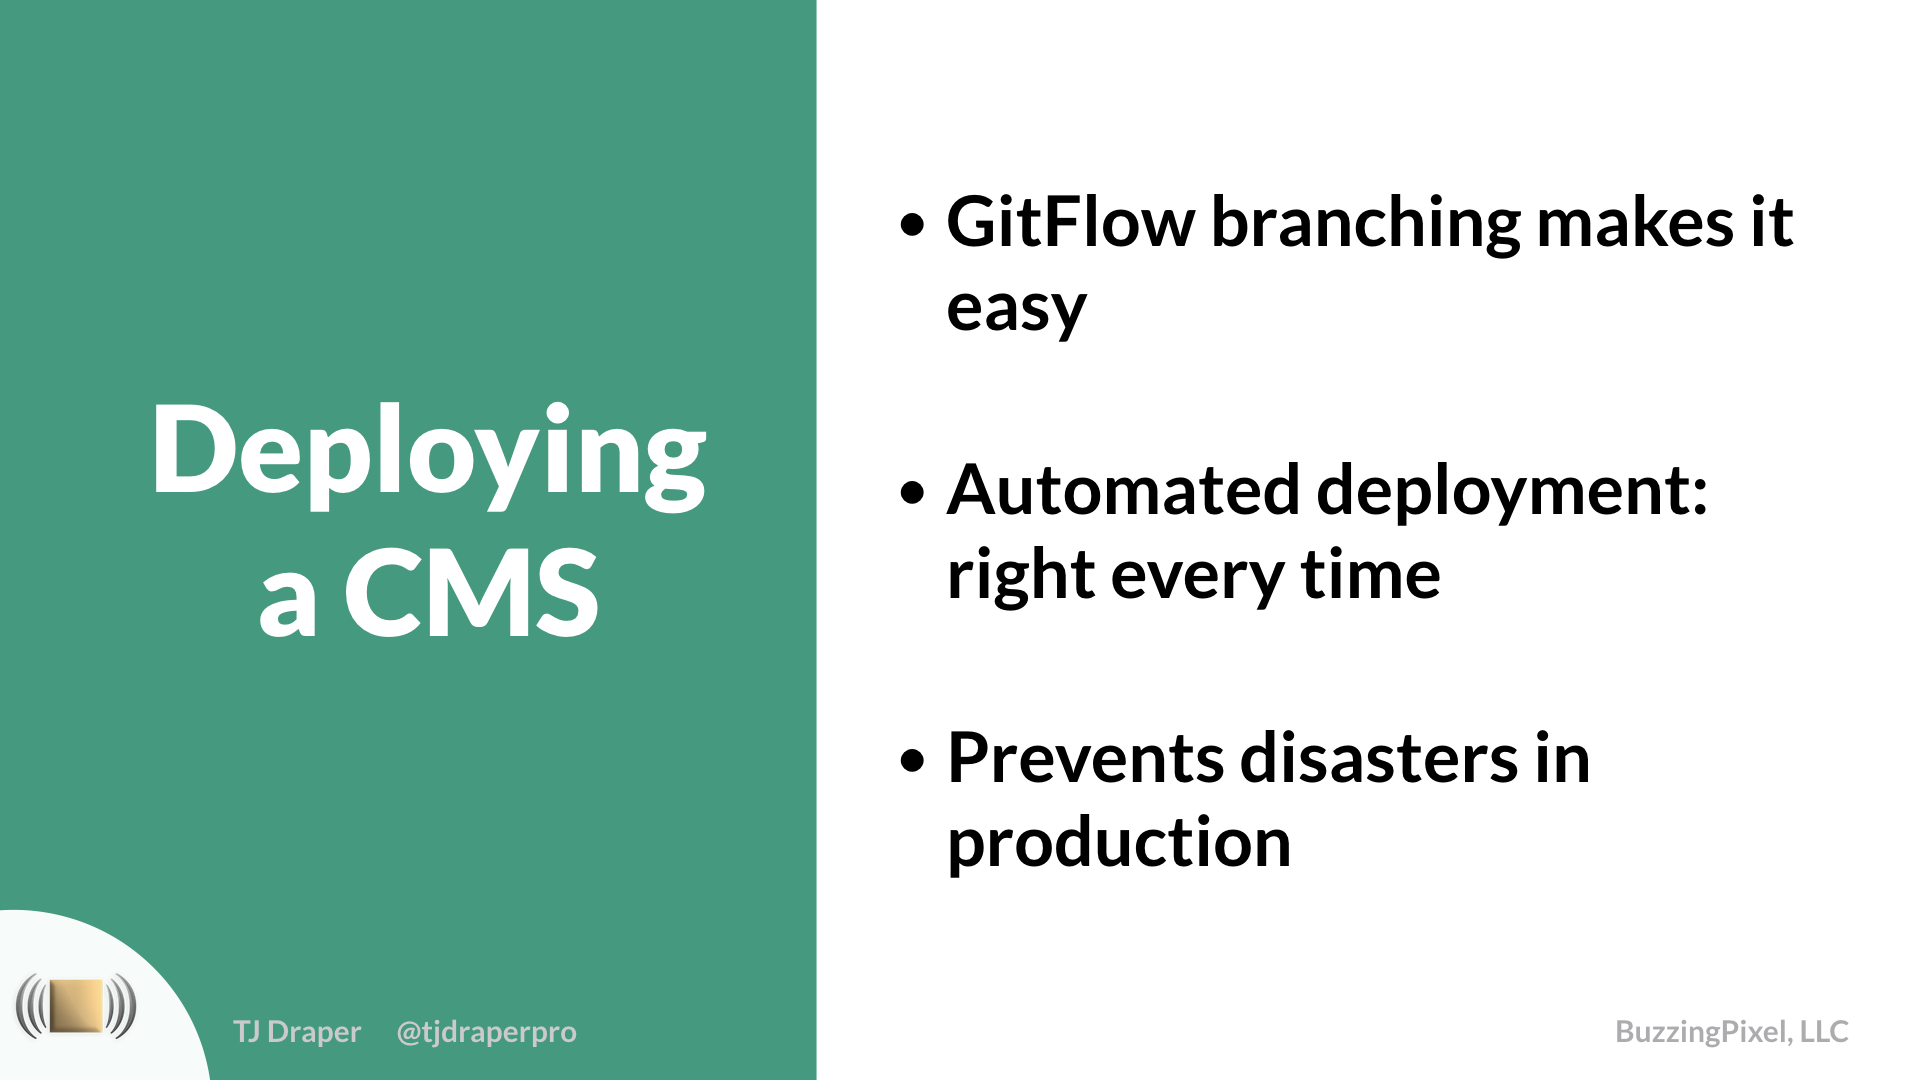 Deploying
a CMS
• GitFlow branching makes it
easy
• Automated deployment:
right every time
• Prevents disasters in
production
TJ Draper @tjdraperpro
BuzzingPixel, LLC